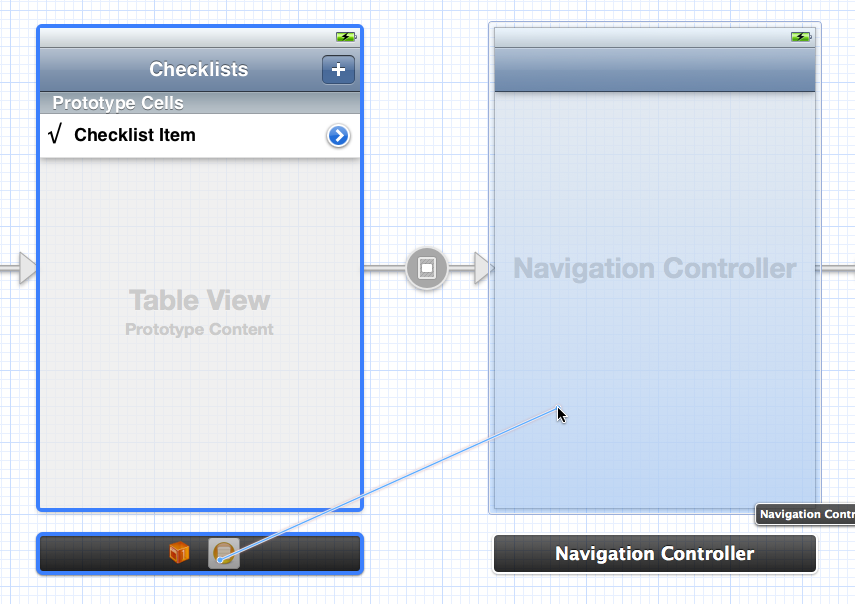 Checklists
+
Prototype Cells
√ Checklist Item
Table View
Prototype Content
Navigation Controller
Navigation Contr
Navigation Controller